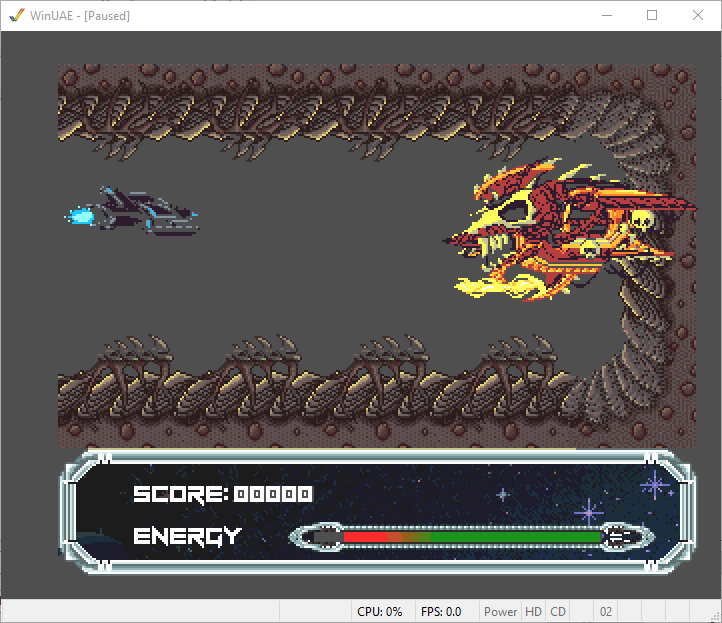 WinUAE - [Paused]
SCORE: 00000
ENERGY
CPU: 0% FPS: 0.0 Power HD CD 02